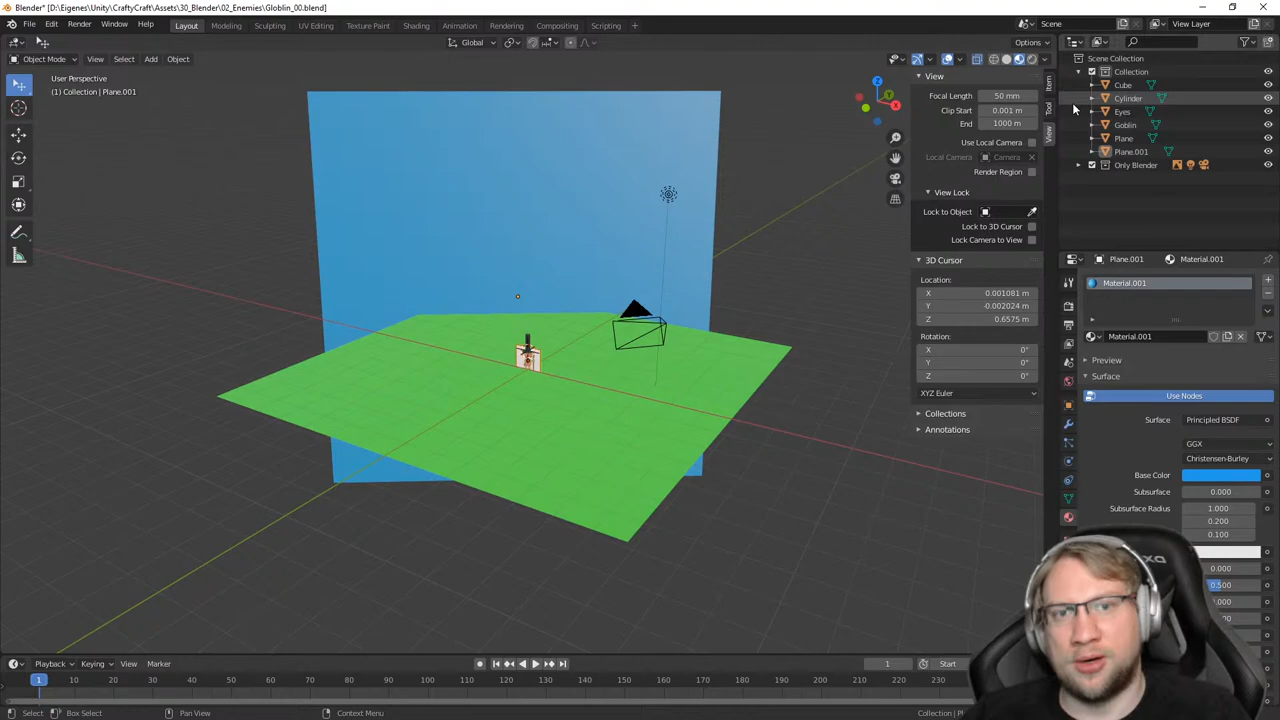 Blender* [D:\Eigenes\Unity\CraftyCraft\Assets\30_Blender\02_Enemies\Globlin_00.blend]
File Edit Render Window Help Layout Modeling Sculpting UV Editing Texture Paint Shading Animation Rendering Compositing Scripting + Scene View Layer
Global Options
Object Mode View Select Add Object
User Perspective
(1) Collection | Plane.001
Z
Y
X
Item
Tool
View
View
Focal Length 50 mm
Clip Start 0.001 m
End 1000 m
Use Local Camera
Local Camera Camera
Render Region
View Lock
Lock to Object
Lock to 3D Cursor
Lock Camera to View
3D Cursor
Location:
X 0.001081 m
Y -0.002024 m
Z 0.6575 m
Rotation:
X 0°
Y 0°
Z 0°
XYZ Euler
Collections
Annotations
Scene Collection
Collection
Cube
Cylinder
Eyes
Goblin
Plane
Plane.001
Only Blender
Plane.001 Material.001
Material.001
Material.001
Preview
Surface
Use Nodes
Surface Principled BSDF
GGX
Christensen-Burley
Base Color
Subsurface 0.000
Subsurface Radius 1.000
0.200
0.100
0.000
0.500
Playback Keying View Marker 1 Start
1 10 20 30 40 50 60 70 80 90 100 110 120 130 140 150 160 170 180 190 200 210 220 230
Select Box Select Pan View Context Menu